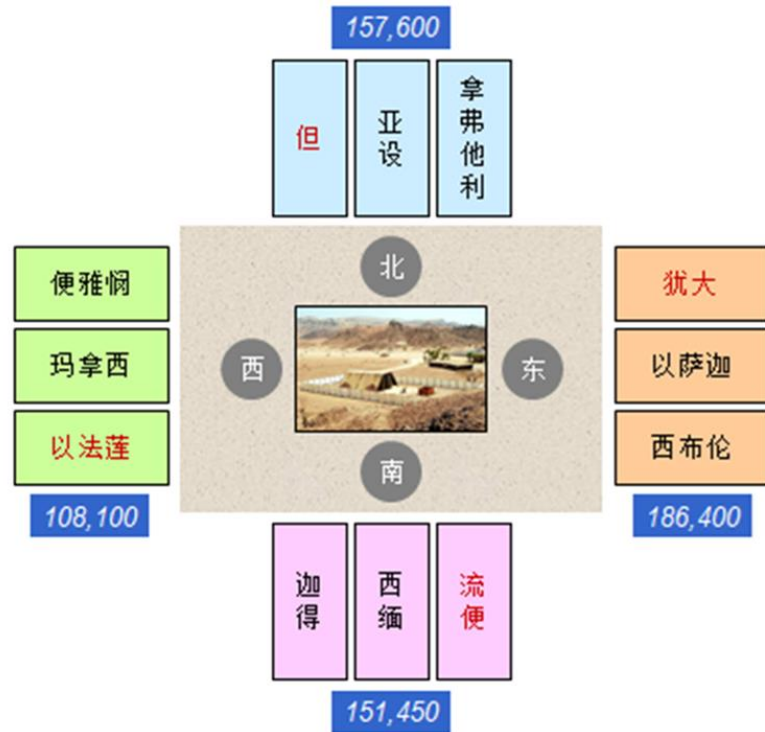 157,600
但
亚设
拿弗他利
北
便雅悯
犹大
西
东
玛拿西
以萨迦
以法莲
西布伦
南
108,100
186,400
迦得
西缅
流便
151,450